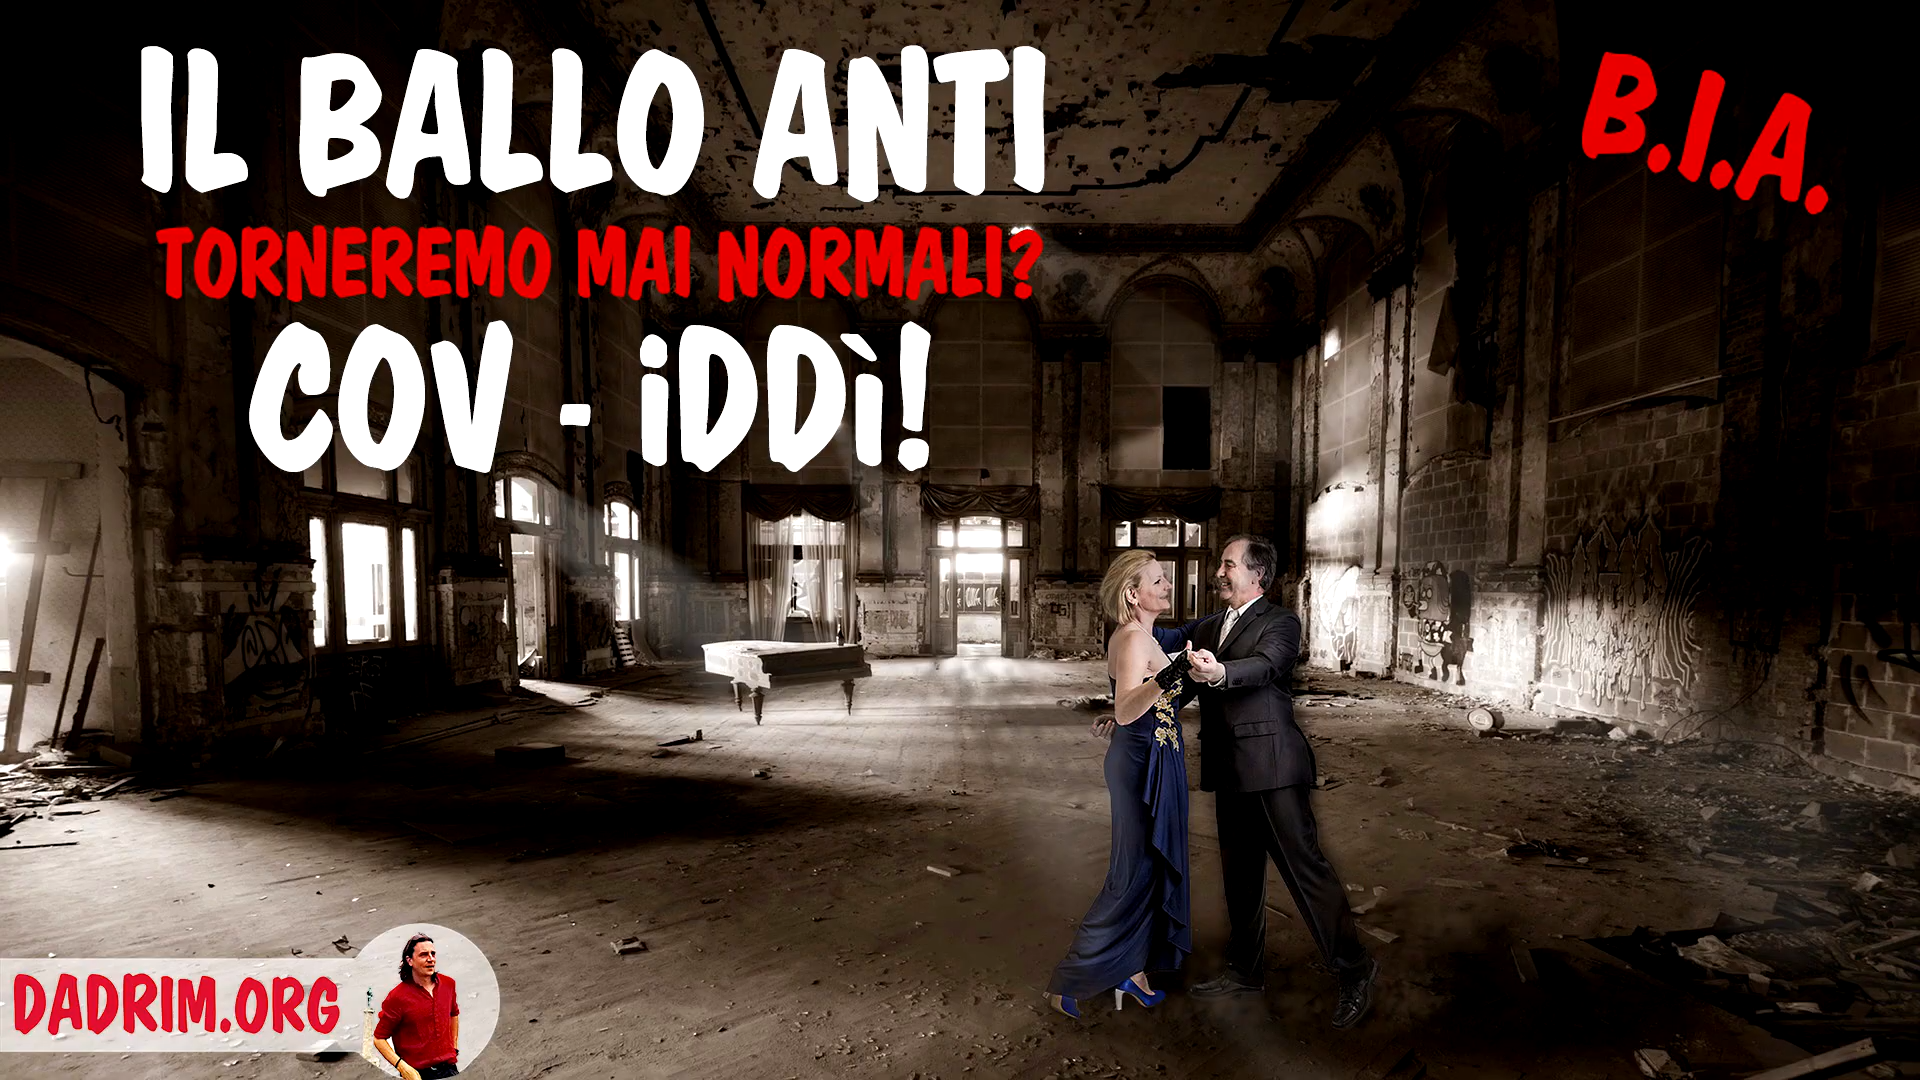 IL BALLO ANTI
B.I.A.
TORNEREMO MAI NORMALI?
COV - iDDì!
DADRIM.ORG